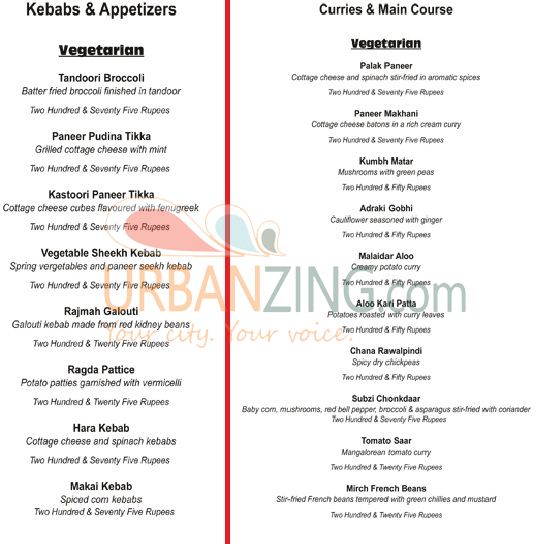 Kebabs & Appetizers
Vegetarian
Tandoori Broccoli
Batter fried broccoli finished in tandoor
Two Hundred & Seventy Five Rupees
Paneer Pudina Tikka
Grilled cottage cheese with mint
Two Hundred & Seventy Five Rupees
Kastoori Paneer Tikka
Cottage cheese cubes flavoured with fenugreek
Two Hundred & Seventy Five Rupees
Vegetable Sheekh Kebab
Spring vergetables and paneer seekh kebab
Two Hundred & Seventy Five Rupees
Rajmah Galouti
Galouti kebab made from red kidney beans
Two Hundred & Twenty Five Rupees
Ragda Pattice
Potato patties garnished with vermicelli
Two Hundred & Twenty Five Rupees
Hara Kebab
Cottage cheese and spinach kebabs
Two Hundred & Seventy Five Rupees
Makai Kebab
Spiced corn kebabs
Two Hundred & Seventy Five Rupees
Curries & Main Course
Vegetarian
Palak Paneer
Cottage cheese and spinach stir-fried in aromatic spices
Two Hundred & Seventy Five Rupees
Paneer Makhani
Cottage cheese batons in a rich cream curry
Two Hundred & Seventy Five Rupees
Kumbh Matar
Mushrooms with green peas
Two Hundred & Fifty Rupees
Adraki Gobhi
Cauliflower seasoned with ginger
Two Hundred & Fifty Rupees
Malaidar Aloo
Creamy potato curry
Two Hundred & Fifty Rupees
Aloo Kari Patta
Potatoes roasted with curry leaves
Two Hundred & Fifty Rupees
Chana Rawalpindi
Spicy dry chickpeas
Two Hundred & Fifty Rupees
Subzi Chonkdaar
Baby corn, mushrooms, red bell pepper, broccoli & asparagus stir-fried with coriander
Two Hundred & Seventy Five Rupees
Tomato Saar
Mangalorean tomato curry
Two Hundred & Twenty Five Rupees
Mirch French Beans
Stir-fried French beans tempered with green chillies and mustard
Two Hundred & Twenty Five Rupees
URBANZING.com
Your city. Your voice.